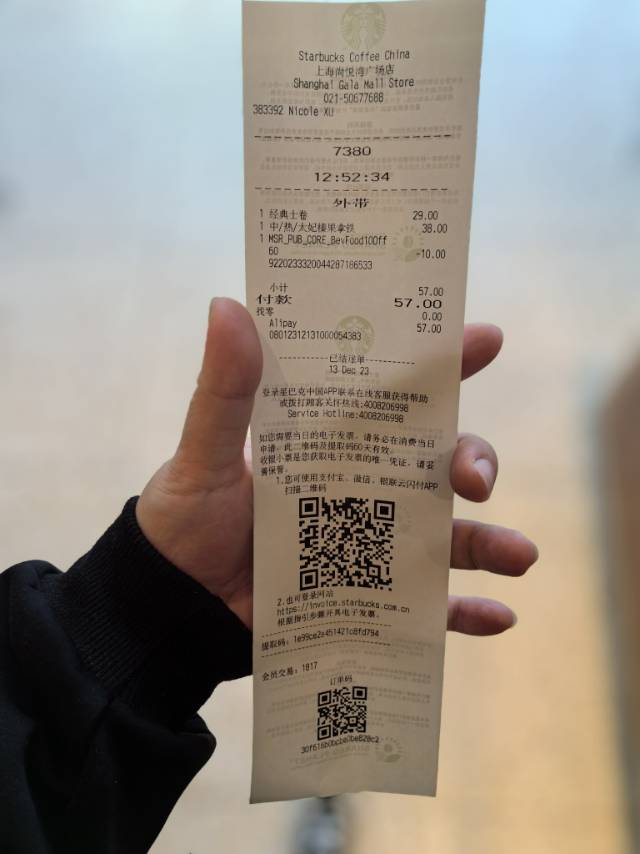 Starbucks Coffee China
上海尚悦湾广场店
Shanghai Gala Mall Store
021-50677688
383392 Nicole XU
7380
12:52:34
外带
1 经典士卷 29.00
1 中/热/太妃榛果拿铁 38.00
1 MSR_PUB_CORE_BevFood10Off
60 -10.00
9220233320044287186533
小计 57.00
付款 57.00
找零 0.00
Alipay 57.00
08012312131000054383
已结账单
13 Dec 23
登录星巴克中国APP联系在线客服获得帮助
或拨打顾客关怀热线:4008206998
Service Hotline:4008206998
如您需要当日的电子发票，请务必在消费当日
申请，此二维码及提取码60天有效。
收银小票是您获取电子发票的唯一凭证，请妥
善保管。
1.您可使用支付宝、微信、银联云闪付APP
扫描二维码
2.也可登录网站
https://invoice.starbucks.com.cn
根据指引步骤开具电子发票。
提取码: 1e99ce2a451421c8fd794
会员交易: 1817
订单码
30f616b0bcbe0be828c2